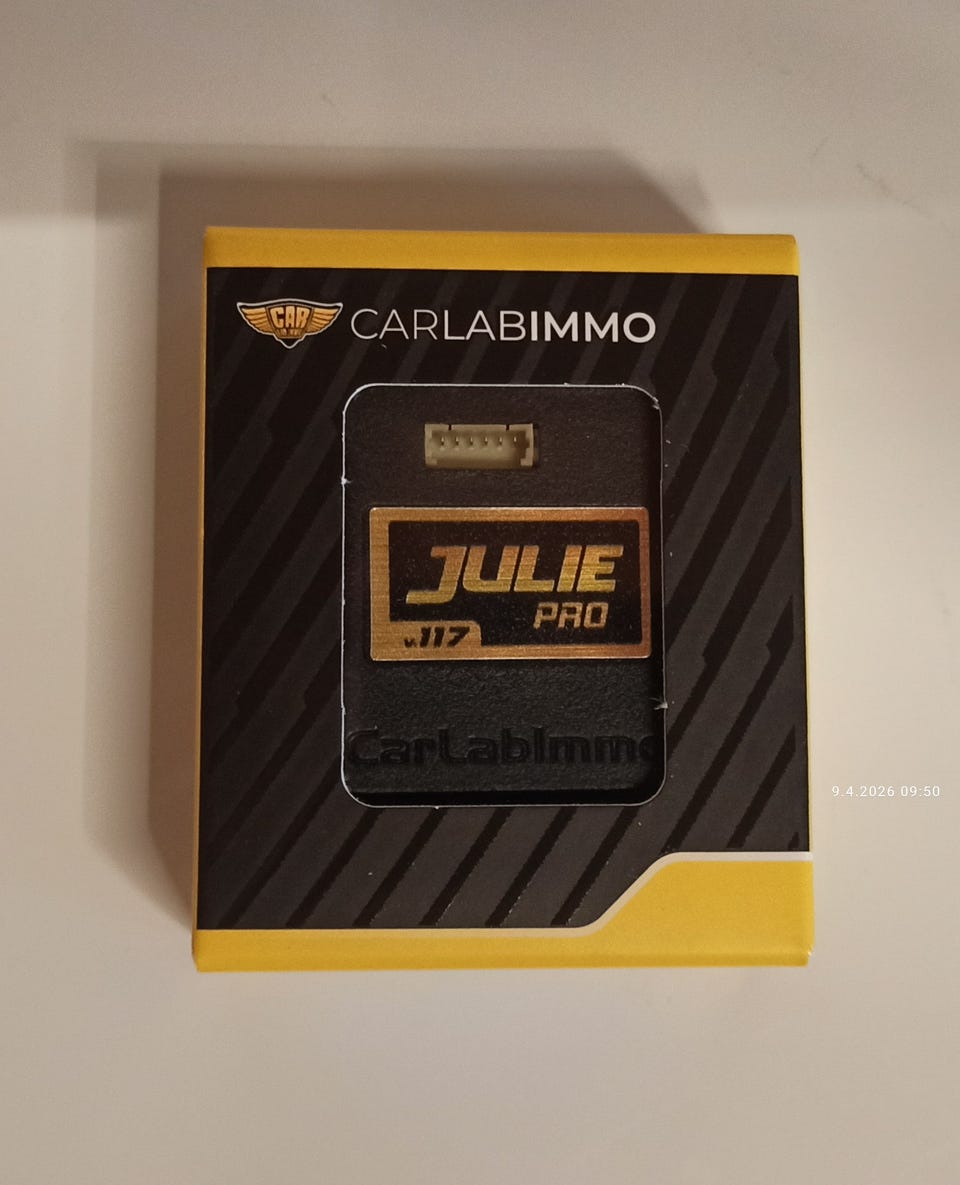 CAR
CARLABIMMO
JULIE
PRO
v.117
CarLabImmo
9.4.2026 09:50